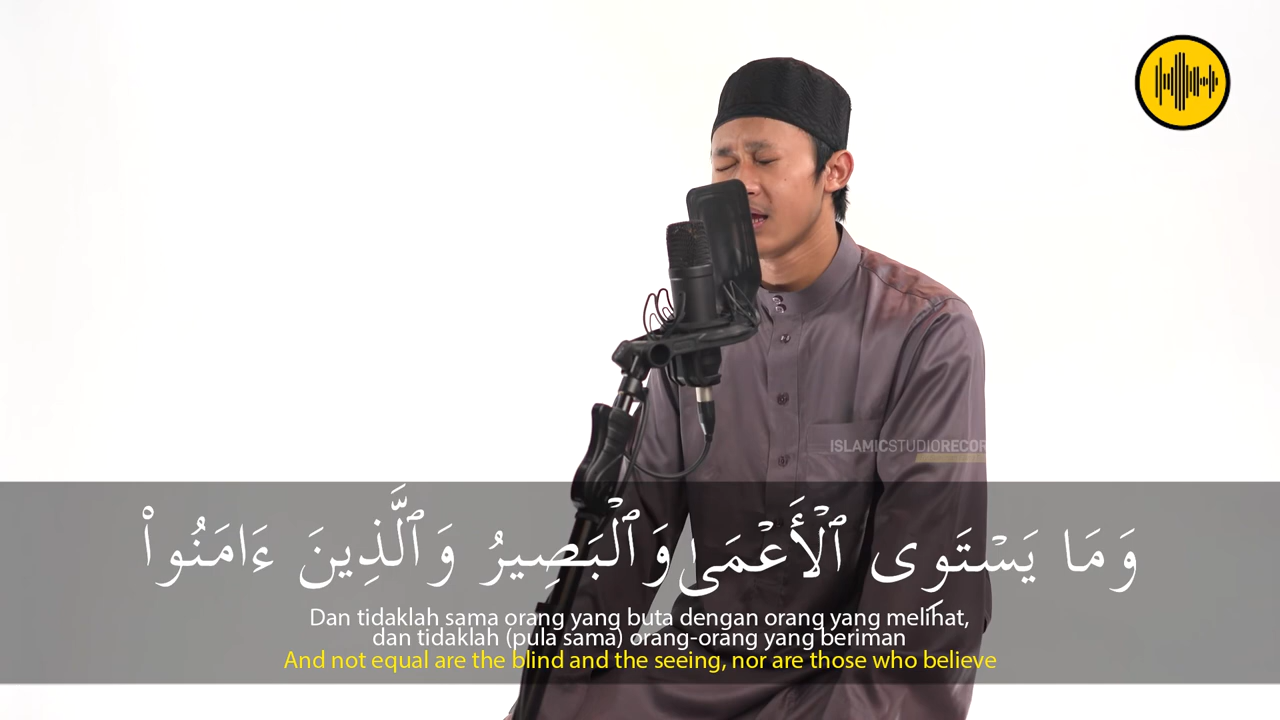 ISLAMICSTUDIORECOR
وَمَا يَسْتَوِى ٱلْأَعْمَىٰ وَٱلْبَصِيرُ وَٱلَّذِينَ ءَامَنُوا۟
Dan tidaklah sama orang yang buta dengan orang yang melihat,
dan tidaklah (pula sama) orang-orang yang beriman
And not equal are the blind and the seeing, nor are those who believe